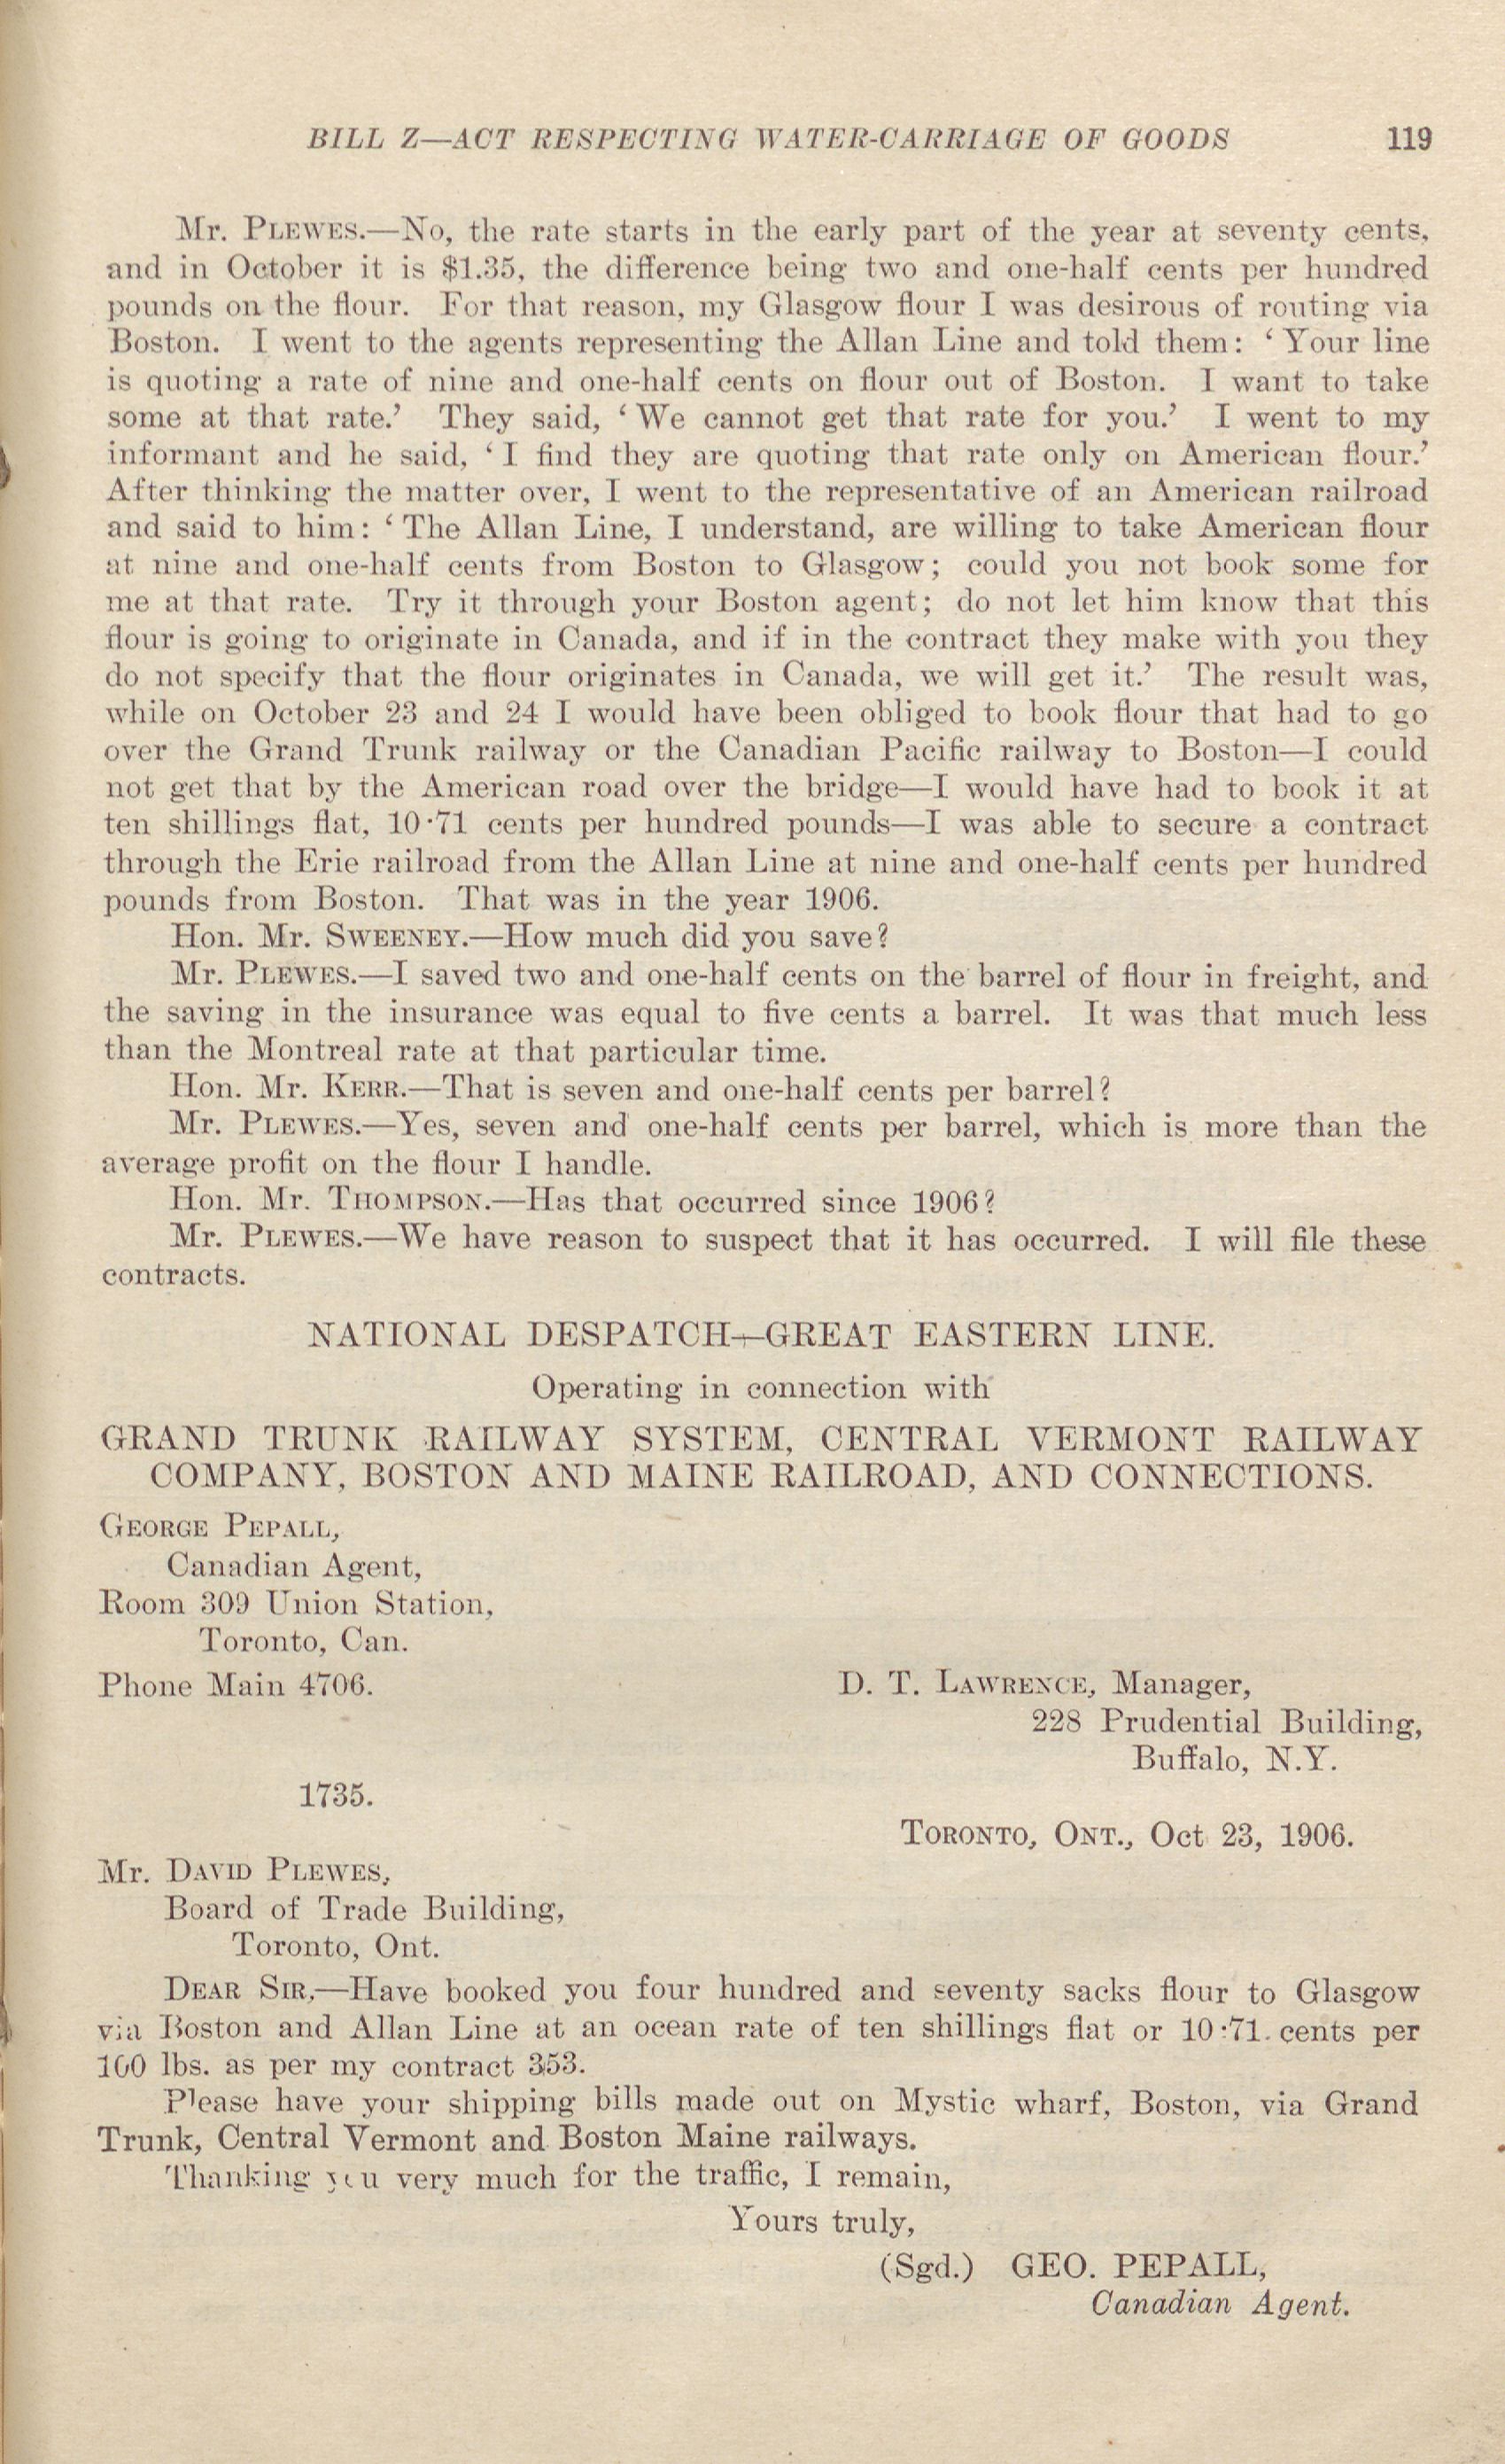 BILL Z—ACT RESPECTING WATER-CARRIAGE OF GOODS 119
Mr. PLEWES.—No, the rate starts in the early part of the year at seventy cents,
and in October it is $1.35, the difference being two and one-half cents per hundred
pounds on the flour. For that reason, my Glasgow flour I was desirous of routing via
Boston. I went to the agents representing the Allan Line and told them: ‘Your line
is quoting a rate of nine and one-half cents on flour out of Boston. I want to take
some at that rate.’ They said, ‘We cannot get that rate for you.’ I went to my
informant and he said, ‘I find they are quoting that rate only on American flour.’
After thinking the matter over, I went to the representative of an American railroad
and said to him: ‘The Allan Line, I understand, are willing to take American flour
at nine and one-half cents from Boston to Glasgow; could you not book some for
me at that rate. Try it through your Boston agent; do not let him know that this
flour is going to originate in Canada, and if in the contract they make with you they
do not specify that the flour originates in Canada, we will get it.’ The result was,
while on October 23 and 24 I would have been obliged to book flour that had to go
over the Grand Trunk railway or the Canadian Pacific railway to Boston—I could
not get that by the American road over the bridge—I would have had to book it at
ten shillings flat, 10·71 cents per hundred pounds—I was able to secure a contract
through the Erie railroad from the Allan Line at nine and one-half cents per hundred
pounds from Boston. That was in the year 1906.
Hon. Mr. SWEENEY.—How much did you save?
Mr. PLEWES.—I saved two and one-half cents on the barrel of flour in freight, and
the saving in the insurance was equal to five cents a barrel. It was that much less
than the Montreal rate at that particular time.
Hon. Mr. KERR.—That is seven and one-half cents per barrel?
Mr. PLEWES.—Yes, seven and one-half cents per barrel, which is more than the
average profit on the flour I handle.
Hon. Mr. THOMPSON.—Has that occurred since 1906?
Mr. PLEWES.—We have reason to suspect that it has occurred. I will file these
contracts.
NATIONAL DESPATCH—GREAT EASTERN LINE.
Operating in connection with
GRAND TRUNK RAILWAY SYSTEM, CENTRAL VERMONT RAILWAY
COMPANY, BOSTON AND MAINE RAILROAD, AND CONNECTIONS.
GEORGE PEPALL,
Canadian Agent,
Room 309 Union Station,
Toronto, Can.
Phone Main 4706.
D. T. LAWRENCE, Manager,
228 Prudential Building,
Buffalo, N.Y.
1735.
TORONTO, ONT., Oct 23, 1906.
Mr. DAVID PLEWES,
Board of Trade Building,
Toronto, Ont.
DEAR SIR,—Have booked you four hundred and seventy sacks flour to Glasgow
via Boston and Allan Line at an ocean rate of ten shillings flat or 10:71. cents per
100 lbs. as per my contract 353.
Please have your shipping bills made out on Mystic wharf, Boston, via Grand
Trunk, Central Vermont and Boston Maine railways.
Thanking you very much for the traffic, I remain,
Yours truly,
(Sgd.) GEO. PEPALL,
Canadian Agent.